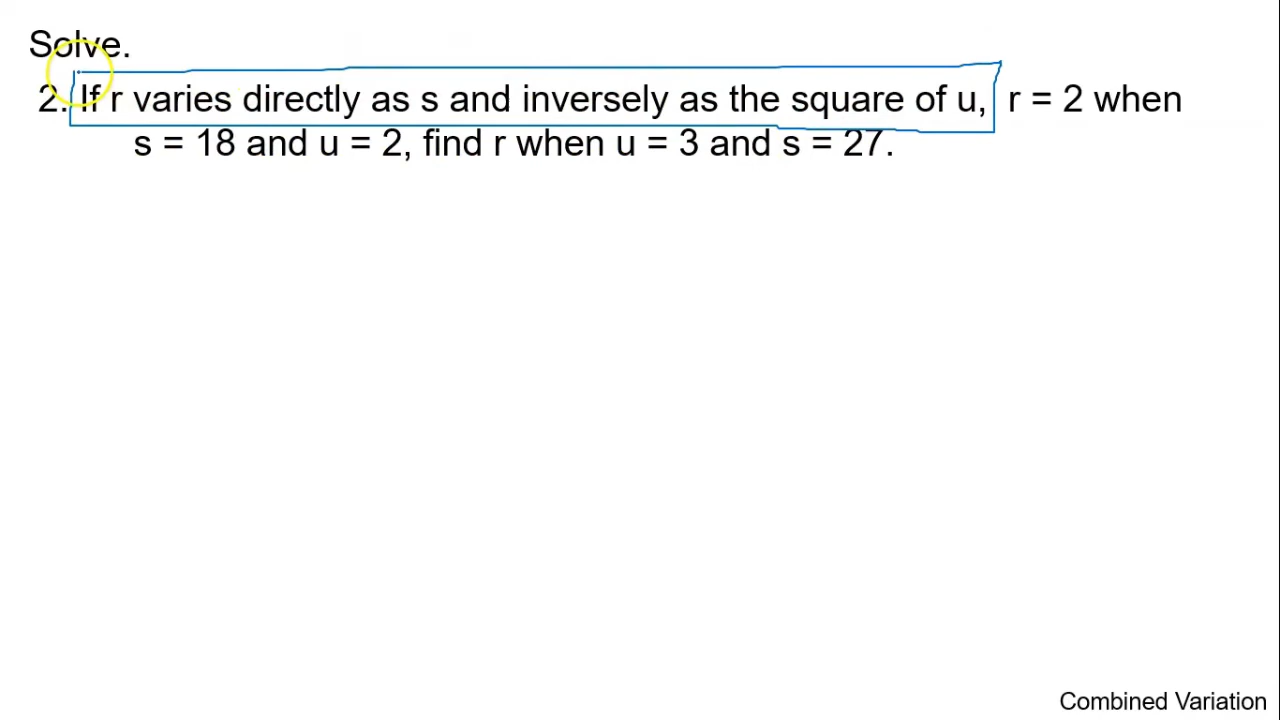 Solve.
2. If r varies directly as s and inversely as the square of u, r = 2 when
s = 18 and u = 2, find r when u = 3 and s = 27.
Combined Variation